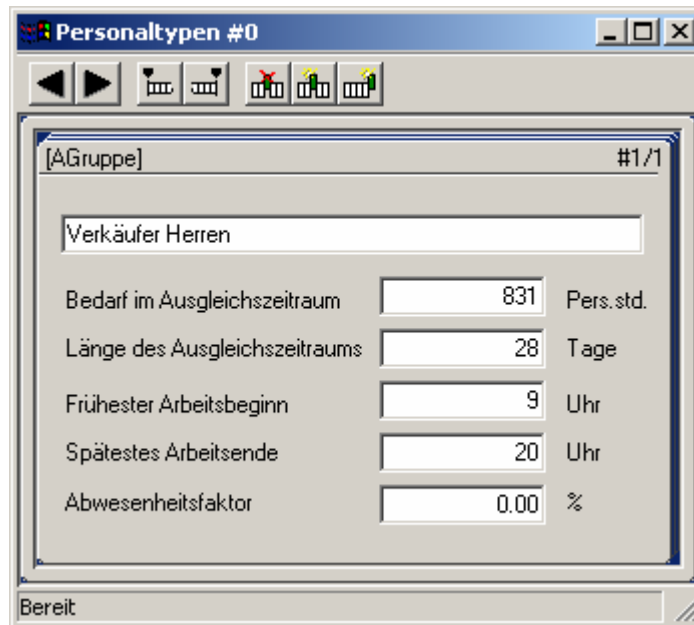 Personaltypen #0
[AGruppe] #1/1
Verkäufer Herren
Bedarf im Ausgleichszeitraum 831 Pers.std.
Länge des Ausgleichszeitraums 28 Tage
Frühester Arbeitsbeginn 9 Uhr
Spätestes Arbeitsende 20 Uhr
Abwesenheitsfaktor 0.00 %
Bereit